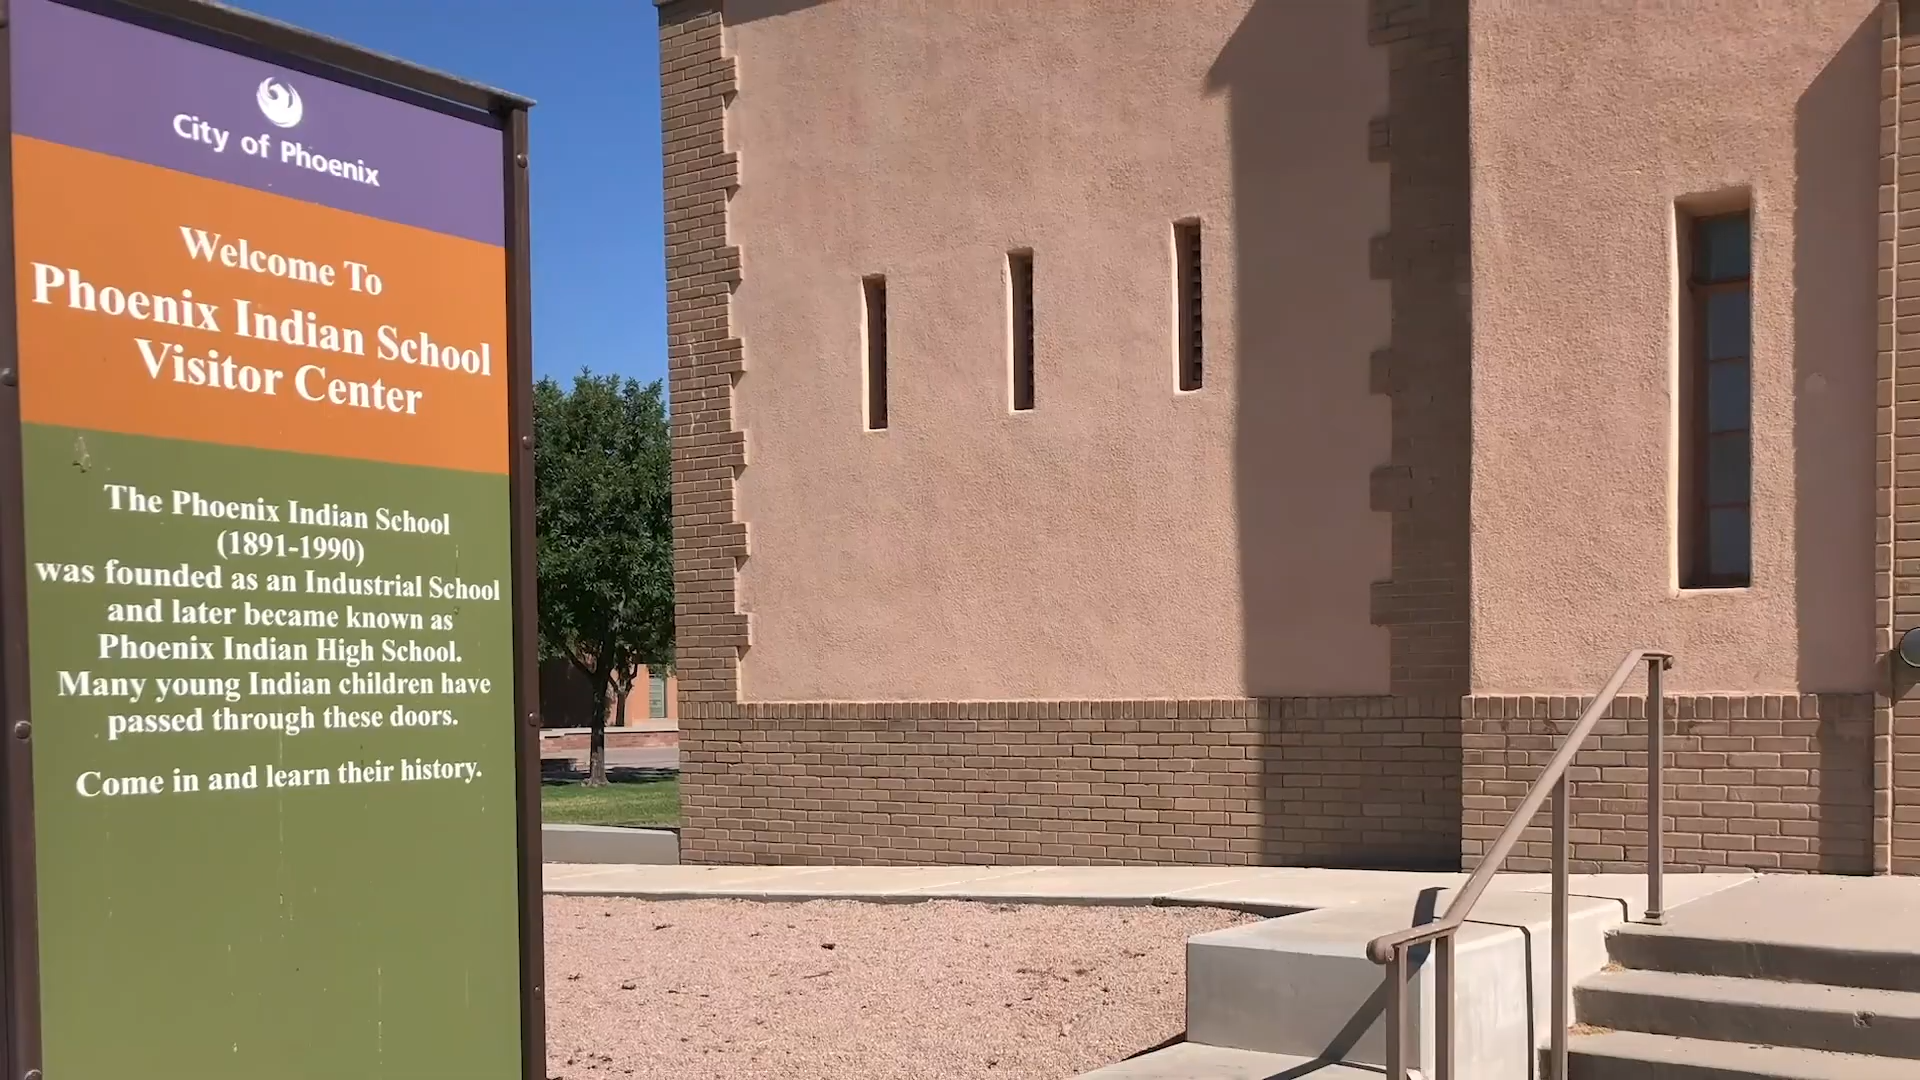 City of Phoenix
Welcome To
Phoenix Indian School
Visitor Center
The Phoenix Indian School
(1891-1990)
was founded as an Industrial School
and later became known as
Phoenix Indian High School.
Many young Indian children have
passed through these doors.
Come in and learn their history.